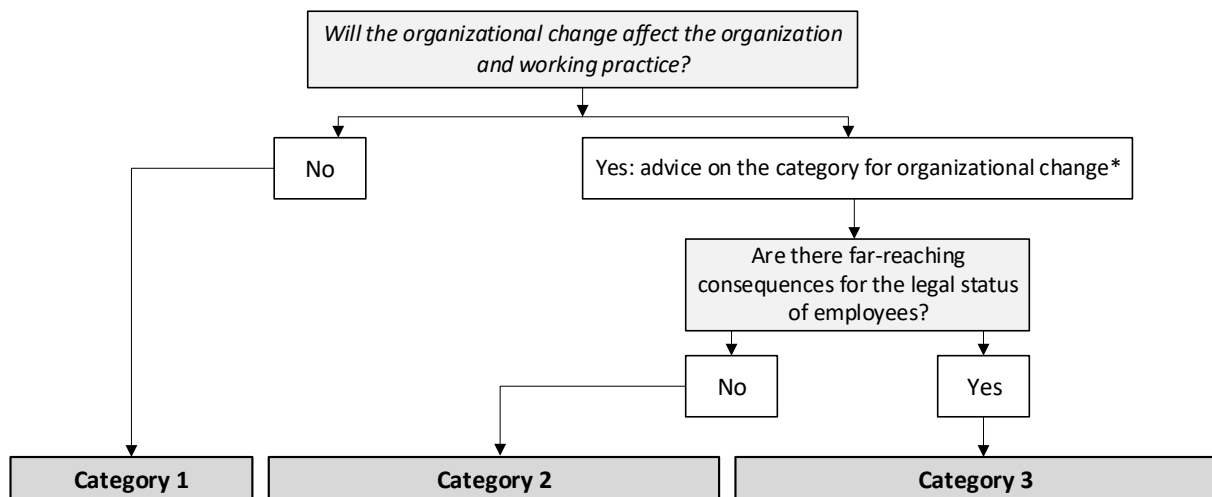 Will the organizational change affect the organization
and working practice?
No
Yes: advice on the category for organizational change*
Are there far-reaching
consequences for the legal status
of employees?
No
Yes
Category 1
Category 2
Category 3